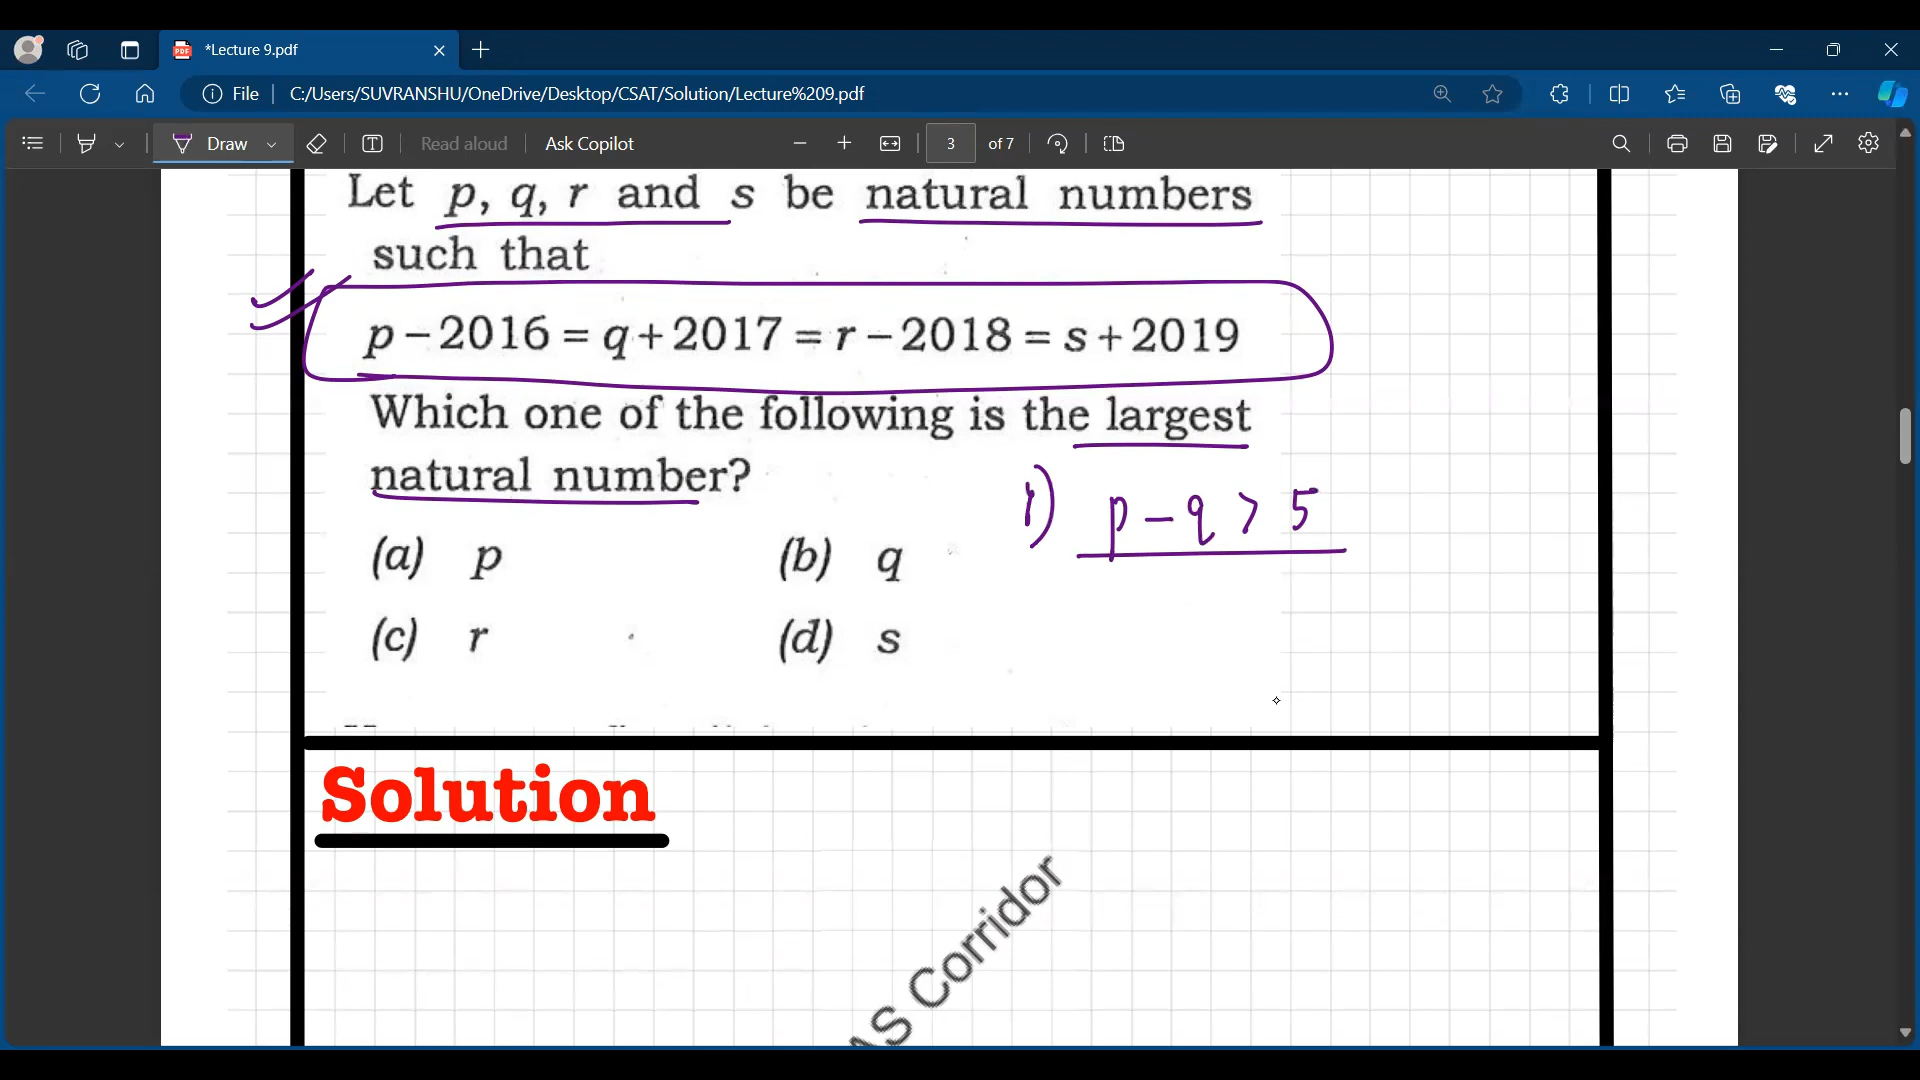 *Lecture 9.pdf
File
C:/Users/SUVRANSHU/OneDrive/Desktop/CSAT/Solution/Lecture%209.pdf
Draw
Read aloud
Ask Copilot
3
of 7
Let p, q, r and s be natural numbers
such that
p − 2016 = q + 2017 = r − 2018 = s + 2019
Which one of the following is the largest
natural number?
1) p − q > 5
(a) p
(b) q
(c) r
(d) s
Solution
AS Corridor